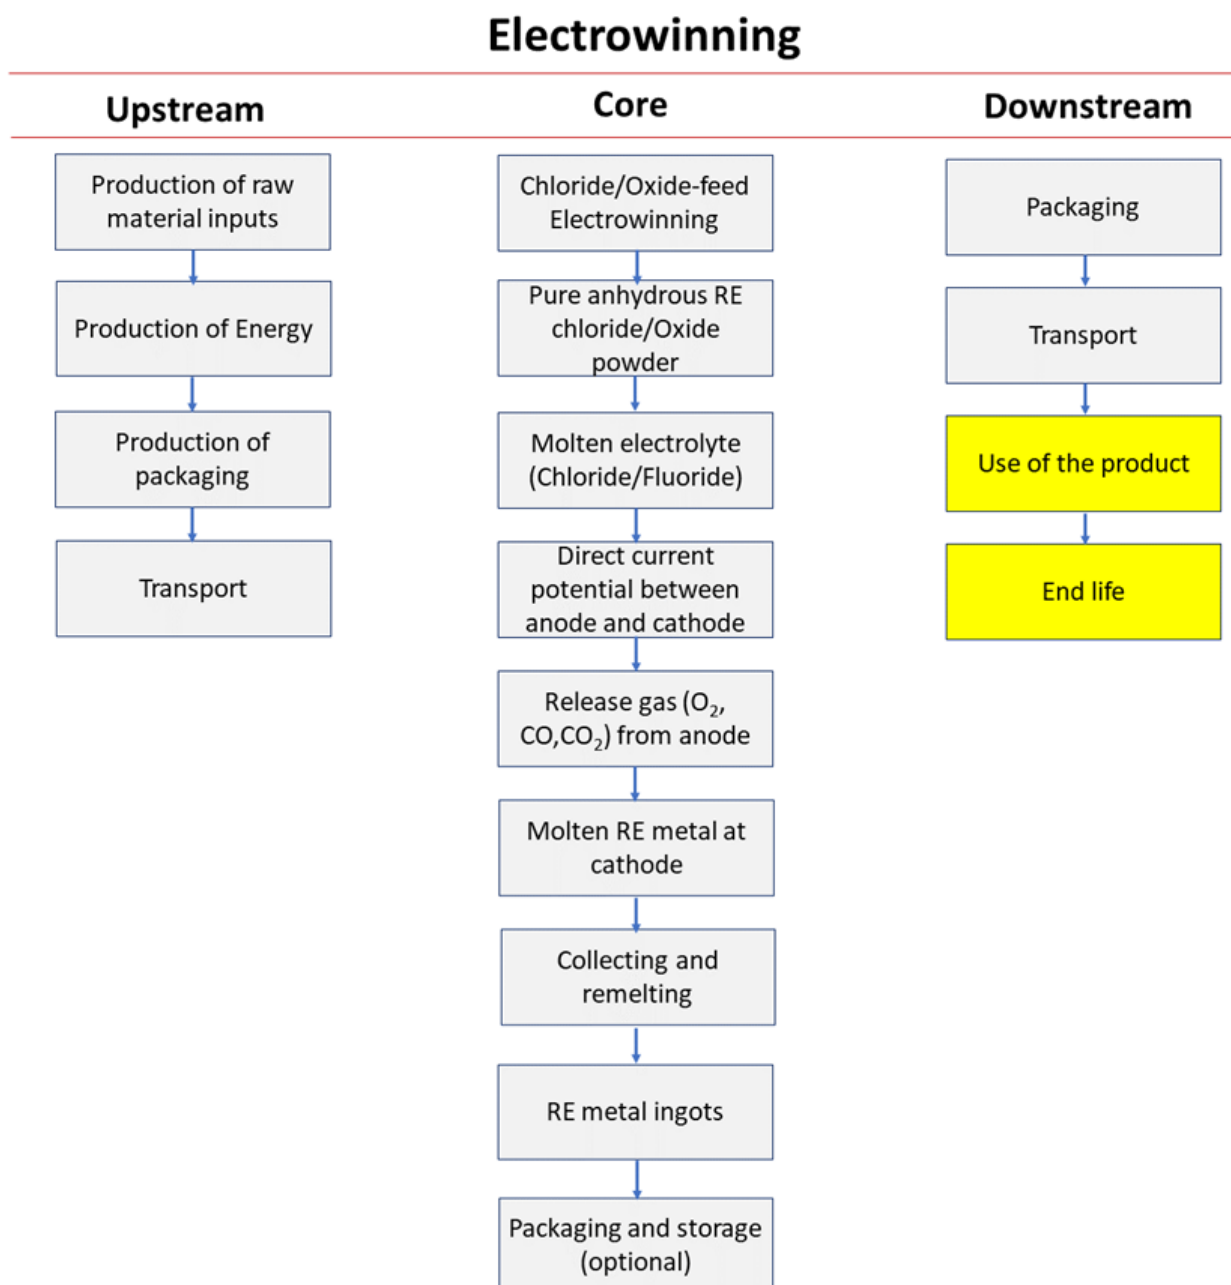 Electrowinning
Upstream
Core
Downstream
Production of raw
material inputs
Production of Energy
Production of
packaging
Transport
Chloride/Oxide-feed
Electrowinning
Pure anhydrous RE
chloride/Oxide
powder
Molten electrolyte
(Chloride/Fluoride)
Direct current
potential between
anode and cathode
Release gas (O₂,
CO,CO₂) from anode
Molten RE metal at
cathode
Collecting and
remelting
RE metal ingots
Packaging and storage
(optional)
Packaging
Transport
Use of the product
End life